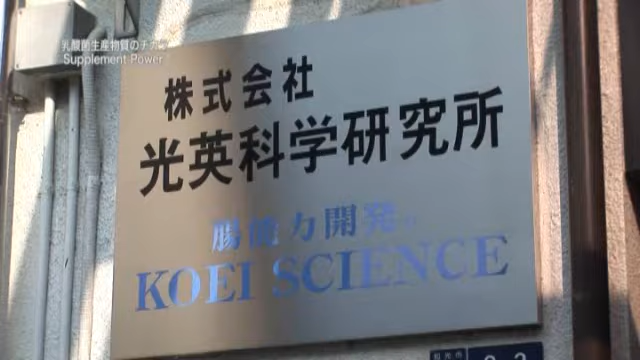 乳酸菌生産物質のチカラ
Supplement Power
株式会社
光英科学研究所
腸能力開発。
KOEI SCIENCE